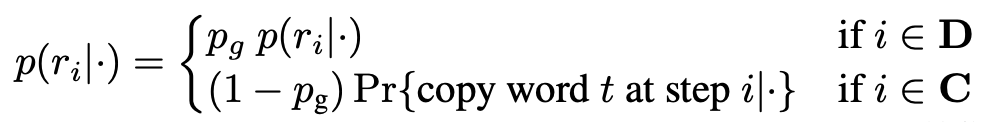 p(r_i|·) = { p_g p(r_i|·) if i ∈ D
(1 − p_g) Pr{copy word t at step i|·} if i ∈ C